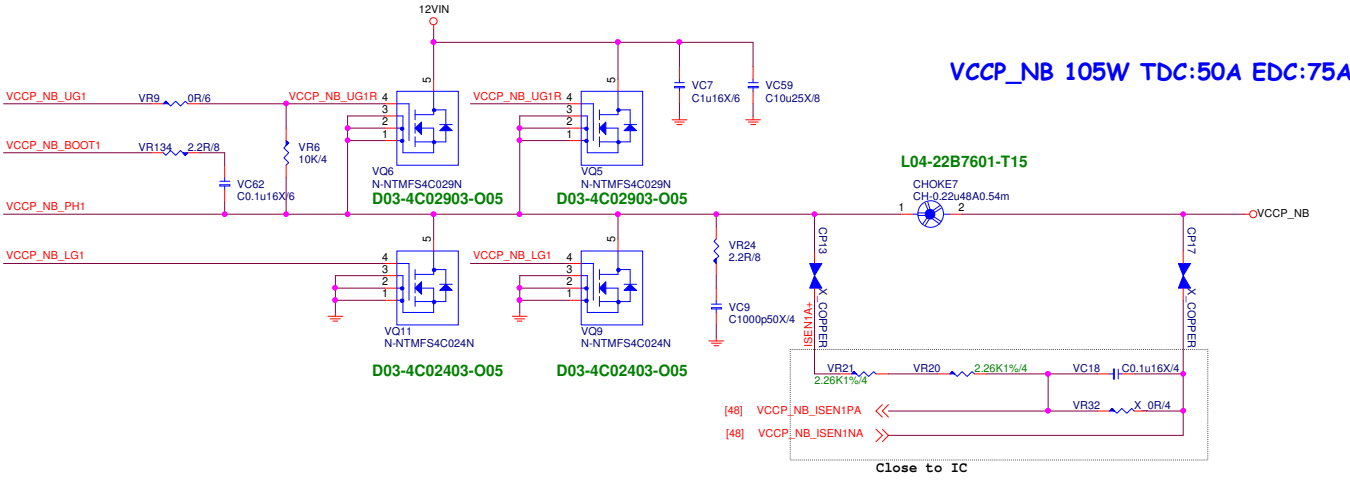 12VIN
VCCP_NB 105W TDC:50A EDC:75A
5 5
VC7
C1u16X/6
VC59
C10u25X/8
VCCP_NB_UG1 VR9 0R/6 VCCP_NB_UG1R 4 VCCP_NB_UG1R 4
3 3
2 2
1 1
VCCP_NB_BOOT1 VR134 2.2R/8
VR6
10K/4
VC62
C0.1u16X/6
VQ6
N-NTMFS4C029N
D03-4C02903-O05
VQ5
N-NTMFS4C029N
D03-4C02903-O05
L04-22B7601-T15
CHOKE7
CH-0.22u48A0.54m
VCCP_NB_PH1 1 2 VCCP_NB
5 5
VCCP_NB_LG1 4 VCCP_NB_LG1 4
3 3
2 2
1 1
VR24
2.2R/8
VC9
C1000p50X/4
CP13
X_COPPER
CP17
X_COPPER
ISEN1A+
VQ11
N-NTMFS4C024N
D03-4C02403-O05
VQ9
N-NTMFS4C024N
D03-4C02403-O05
VR21
2.26K1%/4
VR20 2.26K1%/4
VC18 C0.1u16X/4
VR32 X_0R/4
[48] VCCP_NB_ISEN1PA
[48] VCCP_NB_ISEN1NA
Close to IC